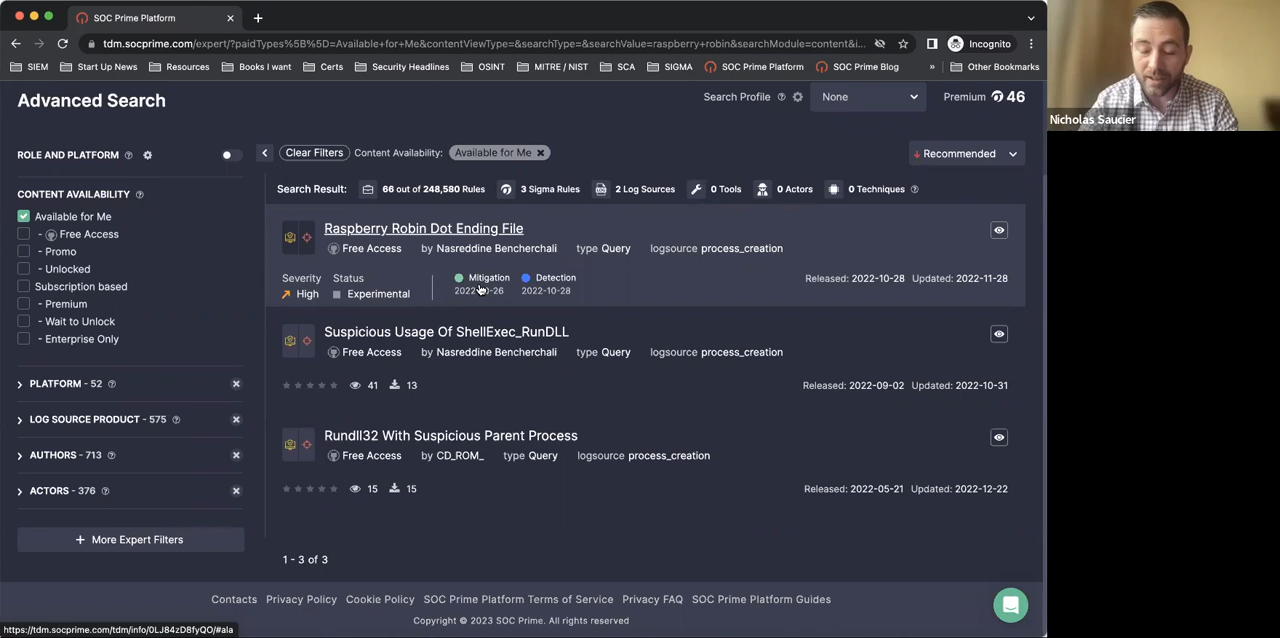 SOC Prime Platform
tdm.socprime.com/expert/?paidTypes%5B%5D=Available+for+Me&contentViewType=&searchType=&searchValue=raspberry+robin&searchModule=content&i...
Incognito
SIEM Start Up News Resources Books I want Certs Security Headlines OSINT MITRE / NIST SCA SIGMA SOC Prime Platform SOC Prime Blog » Other Bookmarks
Nicholas Saucier
Advanced Search
Search Profile ? None Premium 46
ROLE AND PLATFORM ?
Clear Filters Content Availability: Available for Me
Recommended
CONTENT AVAILABILITY ?
Available for Me
- Free Access
- Promo
- Unlocked
Subscription based
- Premium
- Wait to Unlock
- Enterprise Only
PLATFORM - 52 ?
LOG SOURCE PRODUCT - 575 ?
AUTHORS - 713 ?
ACTORS - 376 ?
+ More Expert Filters
Search Result: 66 out of 248,580 Rules 3 Sigma Rules 2 Log Sources 0 Tools 0 Actors 0 Techniques ?
Raspberry Robin Dot Ending File
Free Access by Nasreddine Bencherchali type Query logsource process_creation
Severity Status Mitigation Detection
High Experimental 2022-10-26 2022-10-28
Released: 2022-10-28 Updated: 2022-11-28
Suspicious Usage Of ShellExec_RunDLL
Free Access by Nasreddine Bencherchali type Query logsource process_creation
41 13 Released: 2022-09-02 Updated: 2022-10-31
Rundll32 With Suspicious Parent Process
Free Access by CD_ROM_ type Query logsource process_creation
15 15 Released: 2022-05-21 Updated: 2022-12-22
1 - 3 of 3
Contacts Privacy Policy Cookie Policy SOC Prime Platform Terms of Service Privacy FAQ SOC Prime Platform Guides
Copyright © 2023 SOC Prime. All rights reserved
https://tdm.socprime.com/tdm/info/0LJ84zD8fyQO/#ala